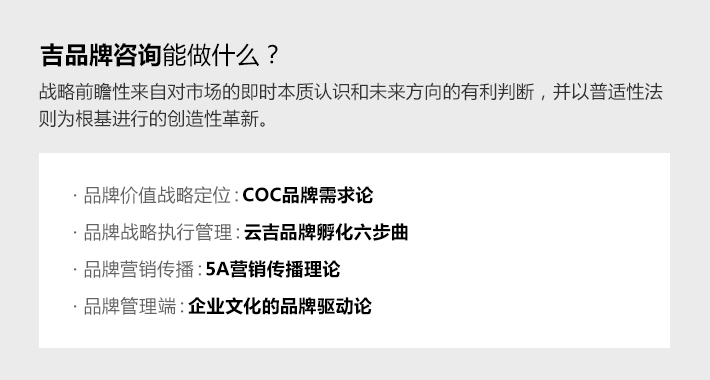 吉品牌咨询能做什么？
战略前瞻性来自对市场的即时本质认识和未来方向的有利判断，并以普适性法
则为根基进行的创造性革新。
· 品牌价值战略定位：COC品牌需求论
· 品牌战略执行管理：云吉品牌孵化六步曲
· 品牌营销传播：5A营销传播理论
· 品牌管理端：企业文化的品牌驱动论